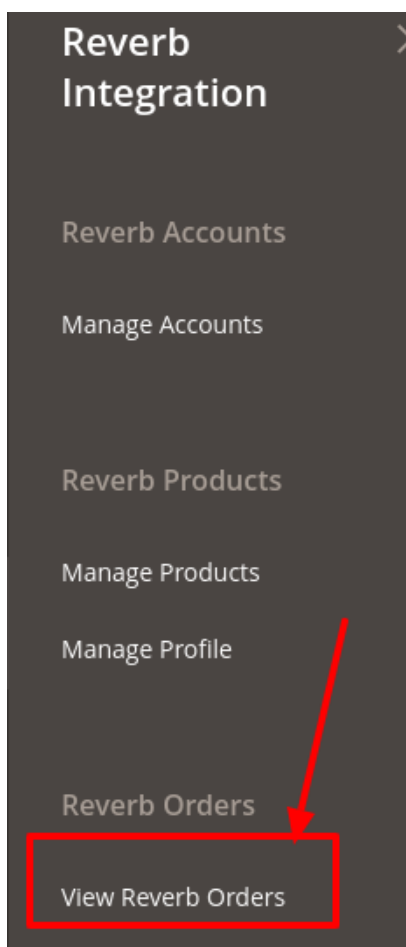 Reverb
Integration
Reverb Accounts
Manage Accounts
Reverb Products
Manage Products
Manage Profile
Reverb Orders
View Reverb Orders